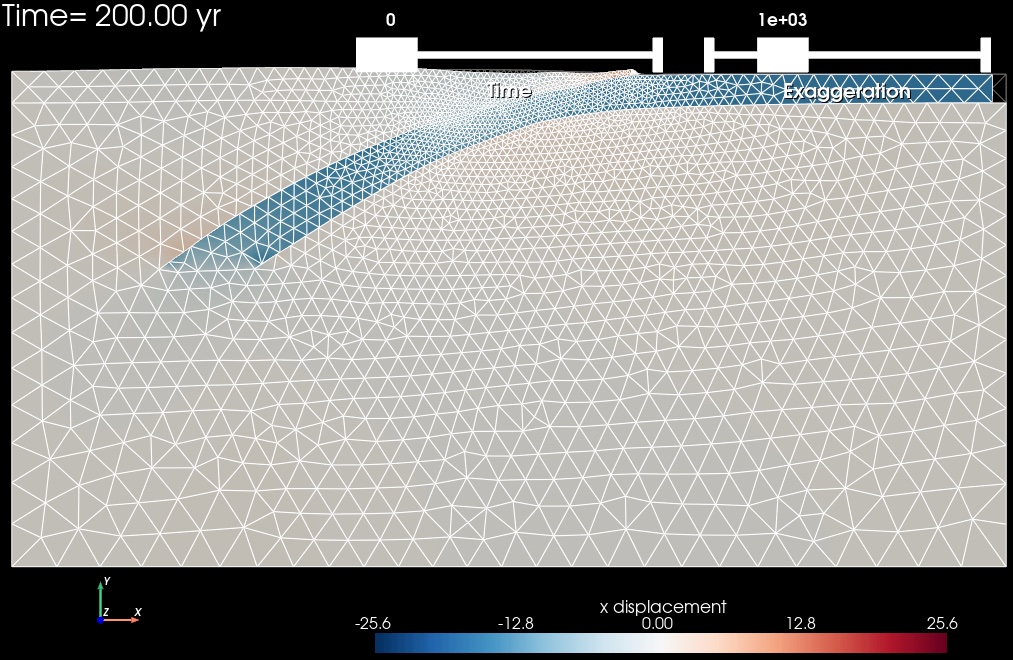 Time= 200.00 yr
0 1e+03
Time Exaggeration
Y
Z X
x displacement
-25.6 -12.8 0.00 12.8 25.6